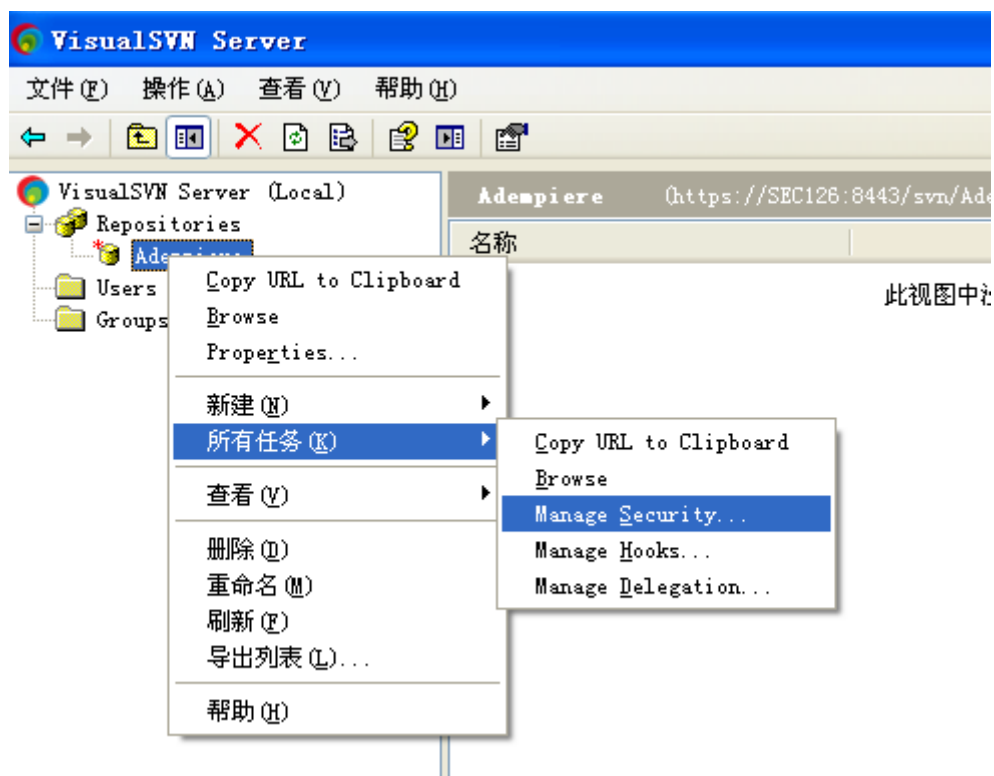 VisualSVN Server
文件(F) 操作(A) 查看(V) 帮助(H)
VisualSVN Server (Local)
Repositories
Users
Groups
Adempiere (https://SEC126:8443/svn/Ade
名称
此视图中
Copy URL to Clipboard
Browse
Properties...
新建(N)
所有任务(K)
查看(V)
删除(D)
重命名(M)
刷新(F)
导出列表(L)...
帮助(H)
Copy URL to Clipboard
Browse
Manage Security...
Manage Hooks...
Manage Delegation...